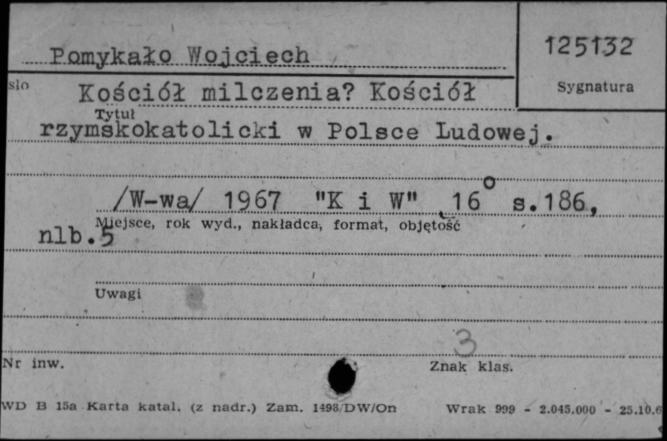 Pomykało Wojciech
125132
Sygnatura
sło
Kościół milczenia? Kościół
Tytuł
rzymskokatolicki w Polsce Ludowej.
/W-wa/ 1967 "K i W" 16° s.186,
Miejsce, rok wyd., nakładca, format, objętość
nlb.5
Uwagi
3
Nr inw.
Znak klas.
WD B 15a Karta katal. (z nadr.) Zam. 1498/DW/On Wrak 999 - 2.045.000 - 25.10.6